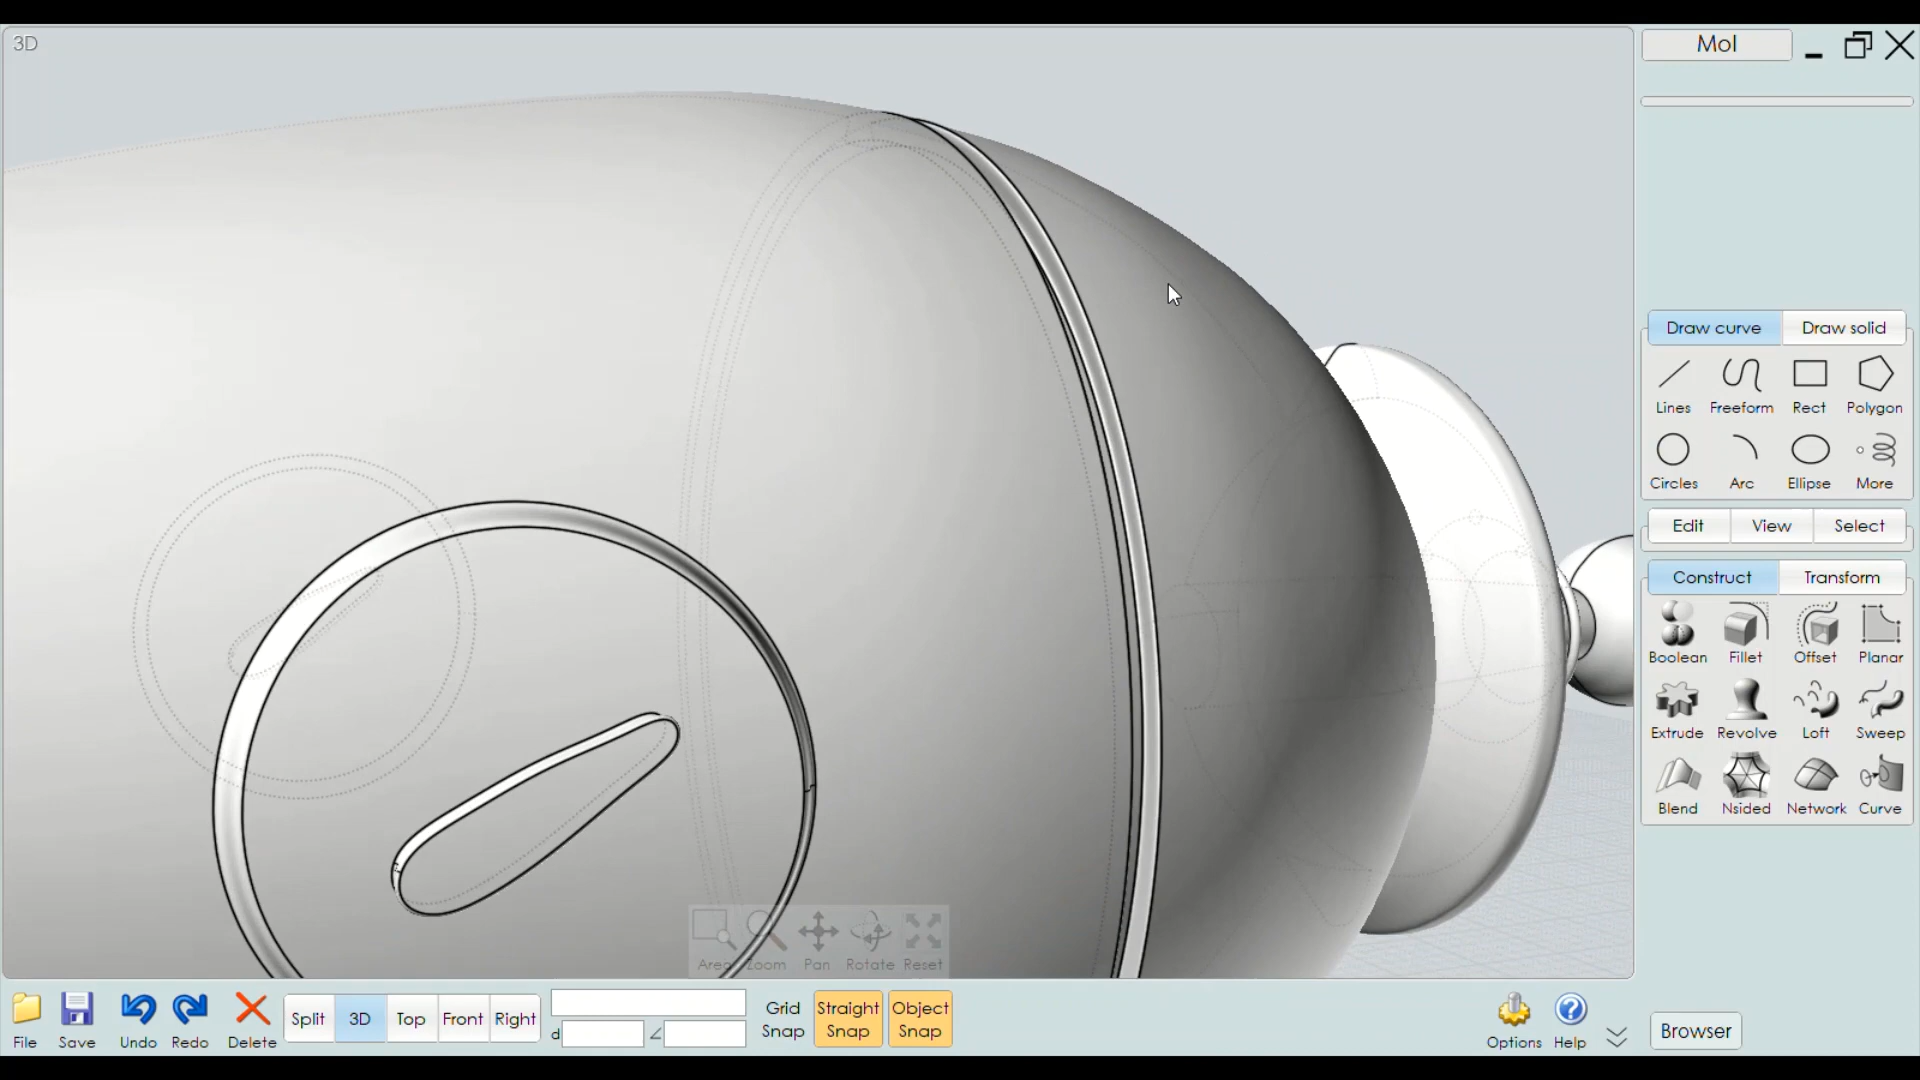 3D
MoI
Draw curve Draw solid
Lines Freeform Rect Polygon
Circles Arc Ellipse More
Edit View Select
Construct Transform
Boolean Fillet Offset Planar
Extrude Revolve Loft Sweep
Blend Nsided Network Curve
Area Zoom Pan Rotate Reset
File Save Undo Redo Delete
Split 3D Top Front Right
d
Grid Snap
Straight Snap
Object Snap
Options Help
Browser